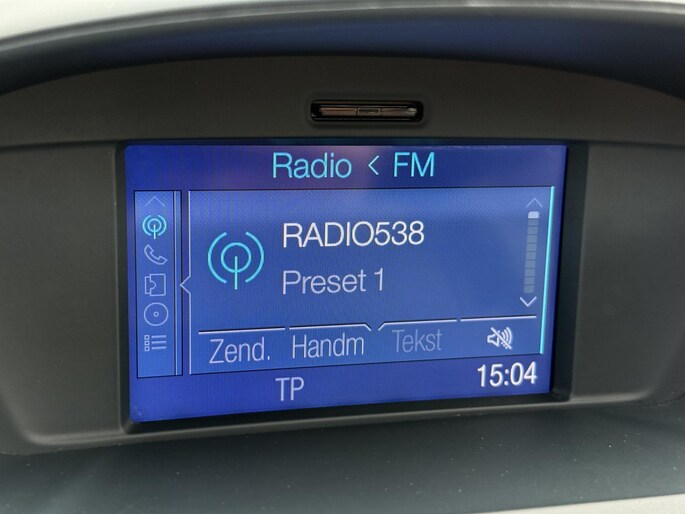 Radio < FM
RADIO538
Preset 1
Zend. Handm Tekst
TP
15:04